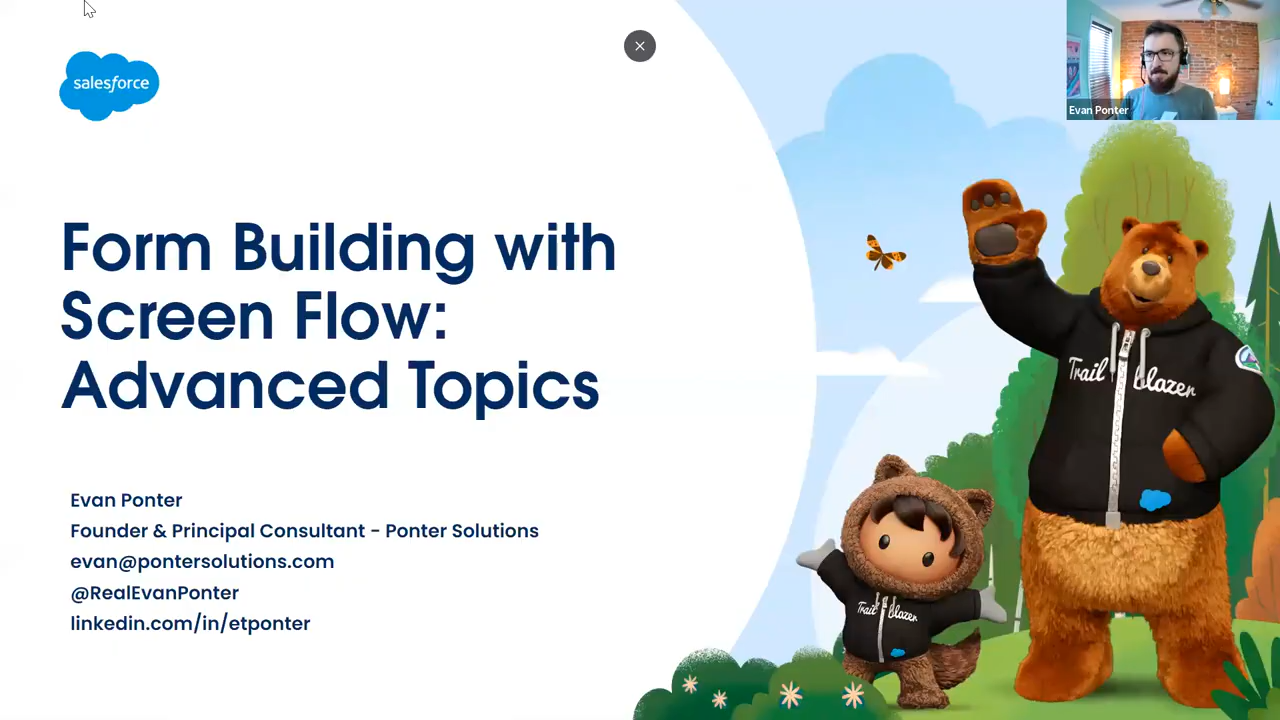 salesforce
Evan Ponter
Form Building with
Screen Flow:
Advanced Topics
Evan Ponter
Founder & Principal Consultant - Ponter Solutions
evan@pontersolutions.com
@RealEvanPonter
linkedin.com/in/etponter
Trail blazer
Trail blazer